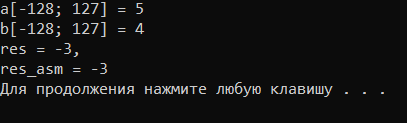 a[-128; 127] = 5
b[-128; 127] = 4
res = -3,
res_asm = -3
Для продолжения нажмите любую клавишу . . .